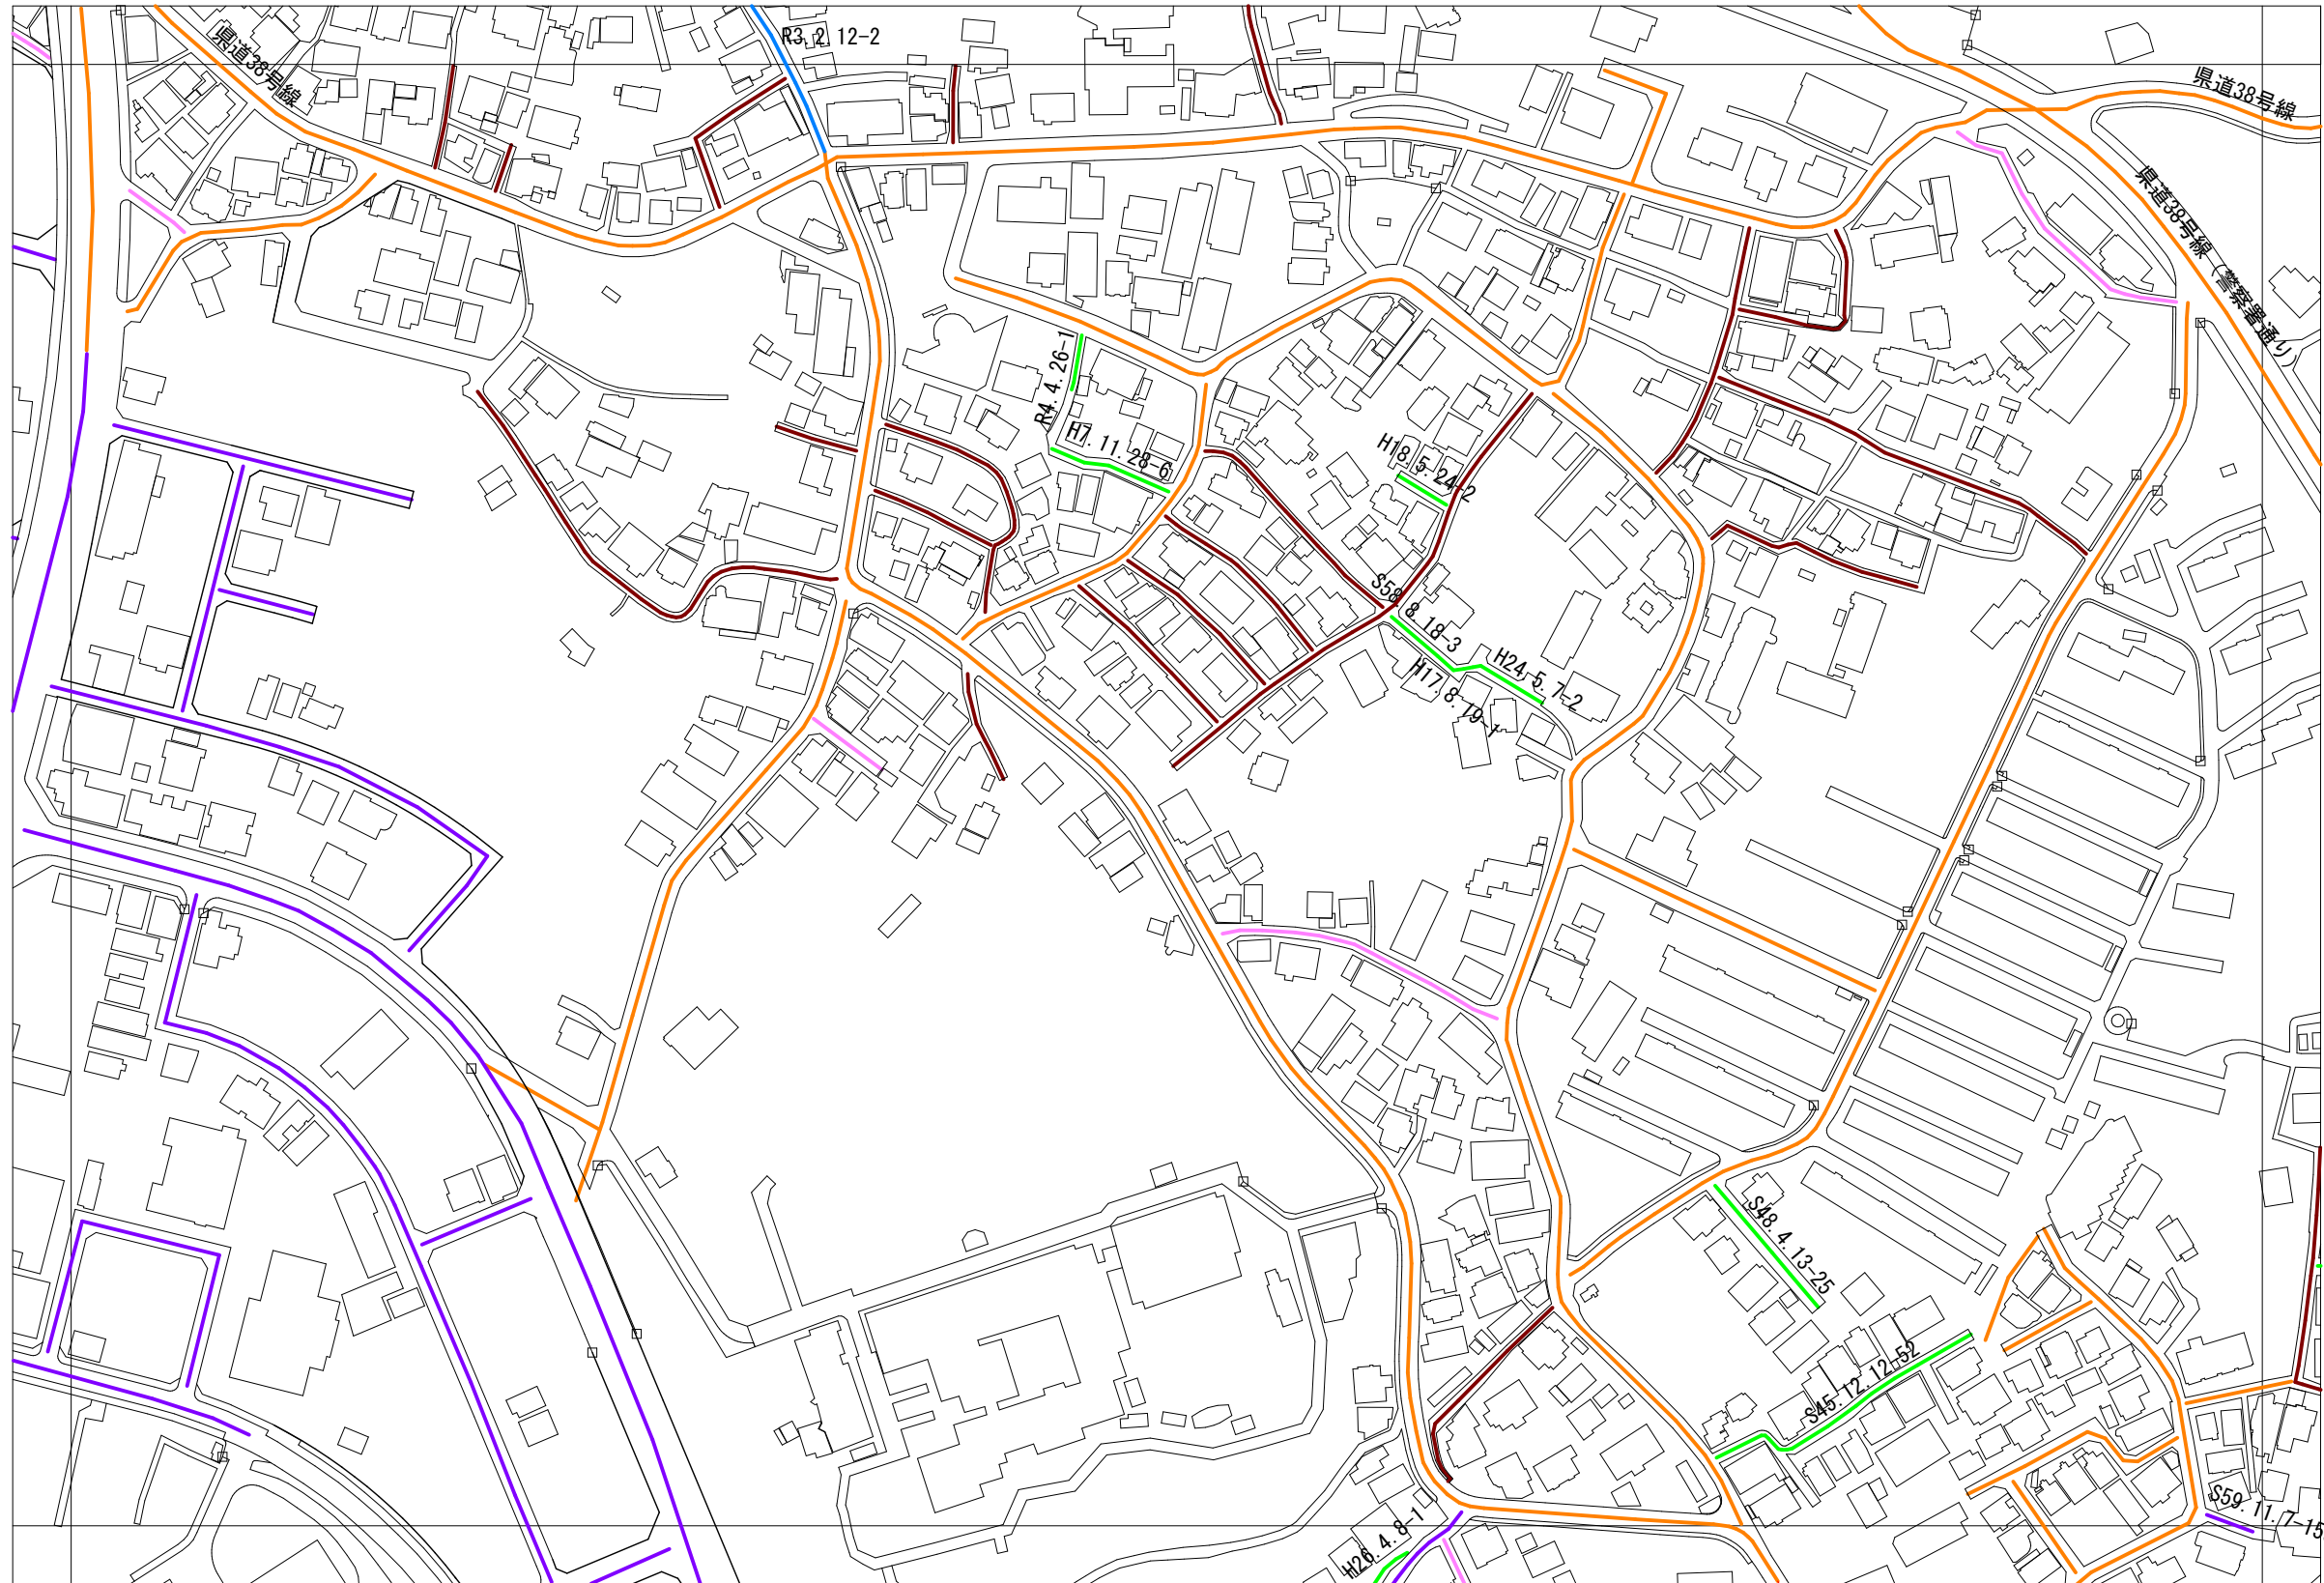 R3.2.12-2
県道38号線
県道38号線
県道38号線（警察署通り）
R4.4.26-1
H7.11.28-6
H18.5.24-2
S58.8.18-3
H24.5.7-2
H17.8.19-1
S48.4.13-25
S45.12.12-52
S59.11.7-15
H26.4.8-1